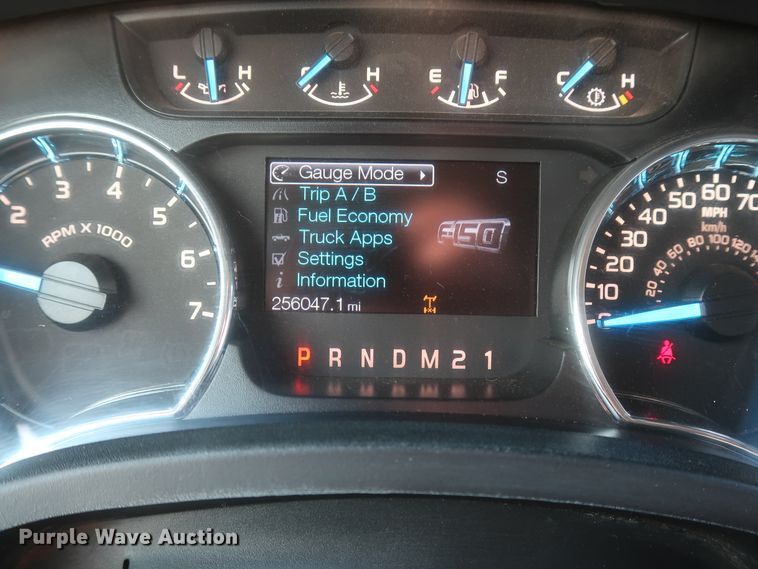 L H
C H
E F
C H
Gauge Mode
S
Trip A / B
Fuel Economy
F-150
Truck Apps
Settings
Information
256047.1 mi
P R N D M 2 1
2 3 4 5 6 7
RPM X 1000
0 10 20 30 40 50 60 70
MPH
km/h
20 40 60 80 100 120
Purple Wave Auction